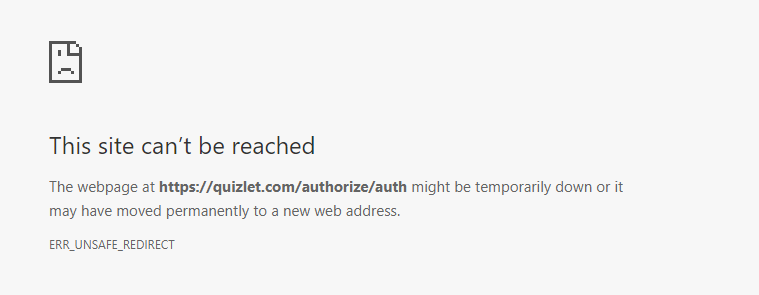 This site can’t be reached
The webpage at https://quizlet.com/authorize/auth might be temporarily down or it
may have moved permanently to a new web address.
ERR_UNSAFE_REDIRECT